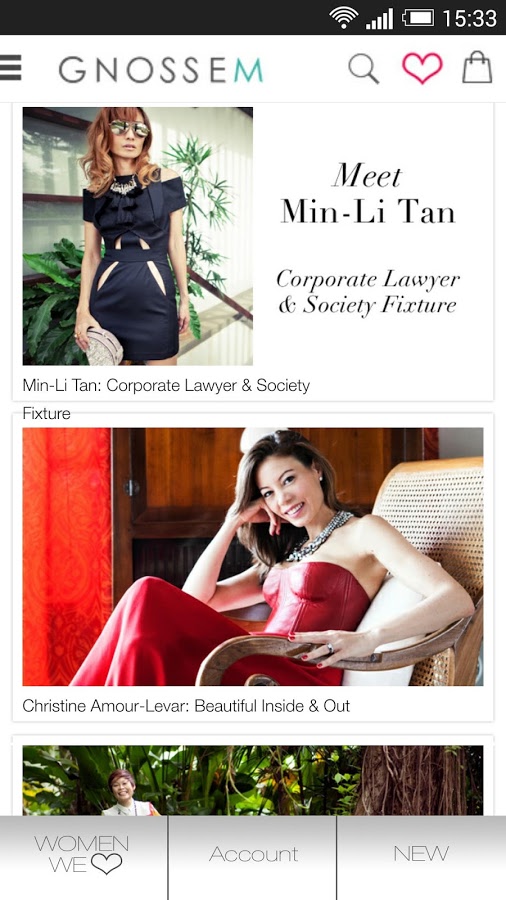 15:33
GNOSSEM
Meet
Min-Li Tan
Corporate Lawyer
& Society Fixture
Min-Li Tan: Corporate Lawyer & Society
Fixture
Christine Amour-Levar: Beautiful Inside & Out
WOMEN
WE
Account
NEW